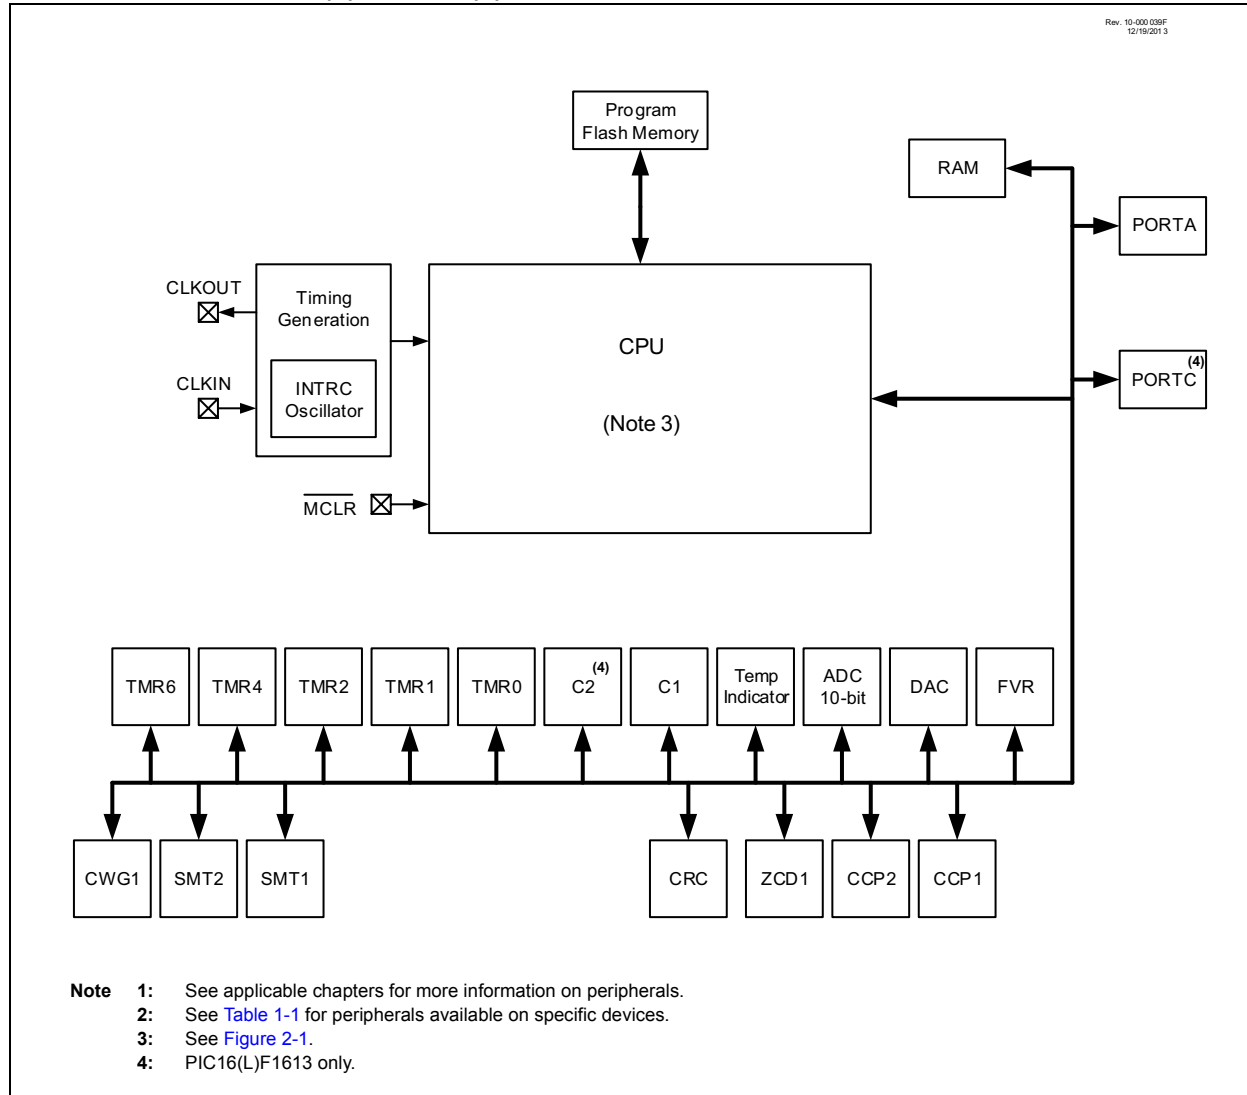 Rev. 10-000 039F
12/19/2013
Program
Flash Memory
RAM
PORTA
CLKOUT
Timing
Generation
CPU
(4)
PORTC
CLKIN
INTRC
Oscillator
(Note 3)
MCLR
TMR6
TMR4
TMR2
TMR1
TMR0
(4)
C2
C1
Temp
Indicator
ADC
10-bit
DAC
FVR
CWG1
SMT2
SMT1
CRC
ZCD1
CCP2
CCP1
Note 1: See applicable chapters for more information on peripherals.
2: See Table 1-1 for peripherals available on specific devices.
3: See Figure 2-1.
4: PIC16(L)F1613 only.